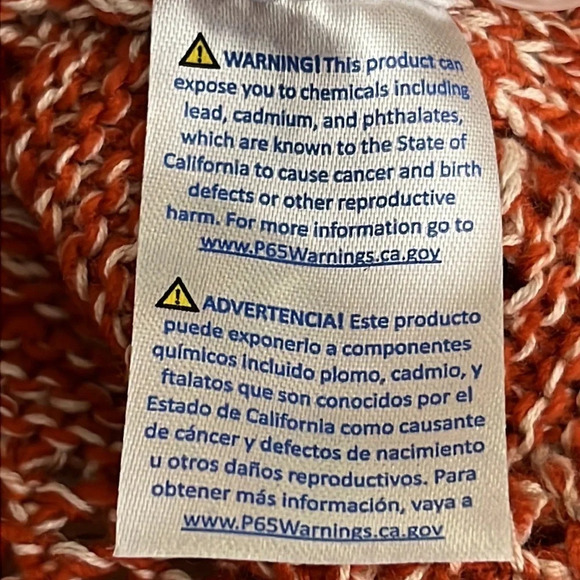 WARNING! This product can
expose you to chemicals including
lead, cadmium, and phthalates,
which are known to the State of
California to cause cancer and birth
defects or other reproductive
harm. For more information go to
www.P65Warnings.ca.gov
ADVERTENCIA! Este producto
puede exponerlo a componentes
químicos incluido plomo, cadmio, y
ftalatos que son conocidos por el
Estado de California como causante
de cáncer y defectos de nacimiento
u otros daños reproductivos. Para
obtener más información, vaya a
www.P65Warnings.ca.gov